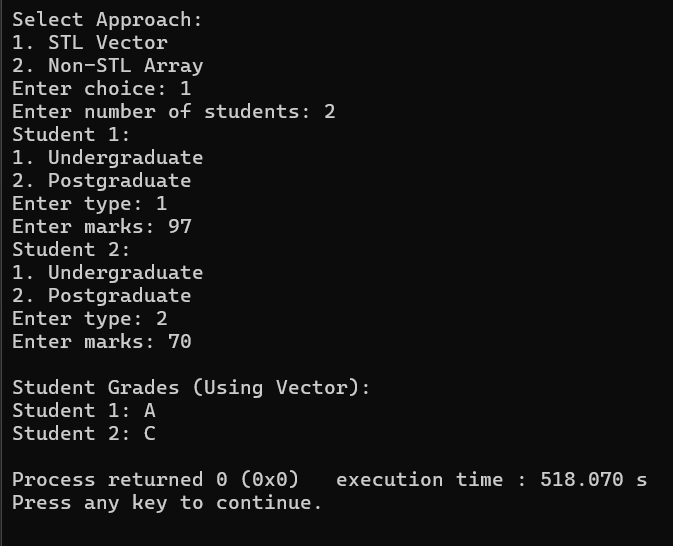 Select Approach:
1. STL Vector
2. Non-STL Array
Enter choice: 1
Enter number of students: 2
Student 1:
1. Undergraduate
2. Postgraduate
Enter type: 1
Enter marks: 97
Student 2:
1. Undergraduate
2. Postgraduate
Enter type: 2
Enter marks: 70

Student Grades (Using Vector):
Student 1: A
Student 2: C

Process returned 0 (0x0)   execution time : 518.070 s
Press any key to continue.